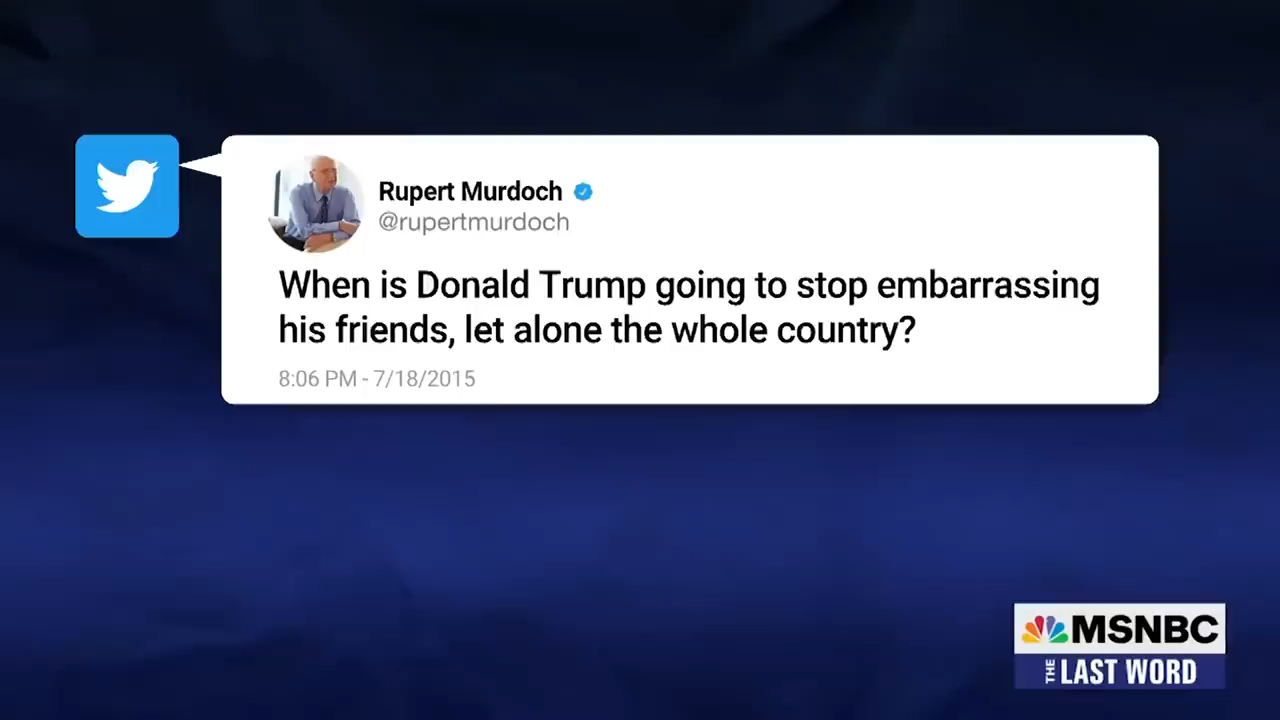 Rupert Murdoch
@rupertmurdoch
When is Donald Trump going to stop embarrassing
his friends, let alone the whole country?
8:06 PM - 7/18/2015
MSNBC
THE LAST WORD